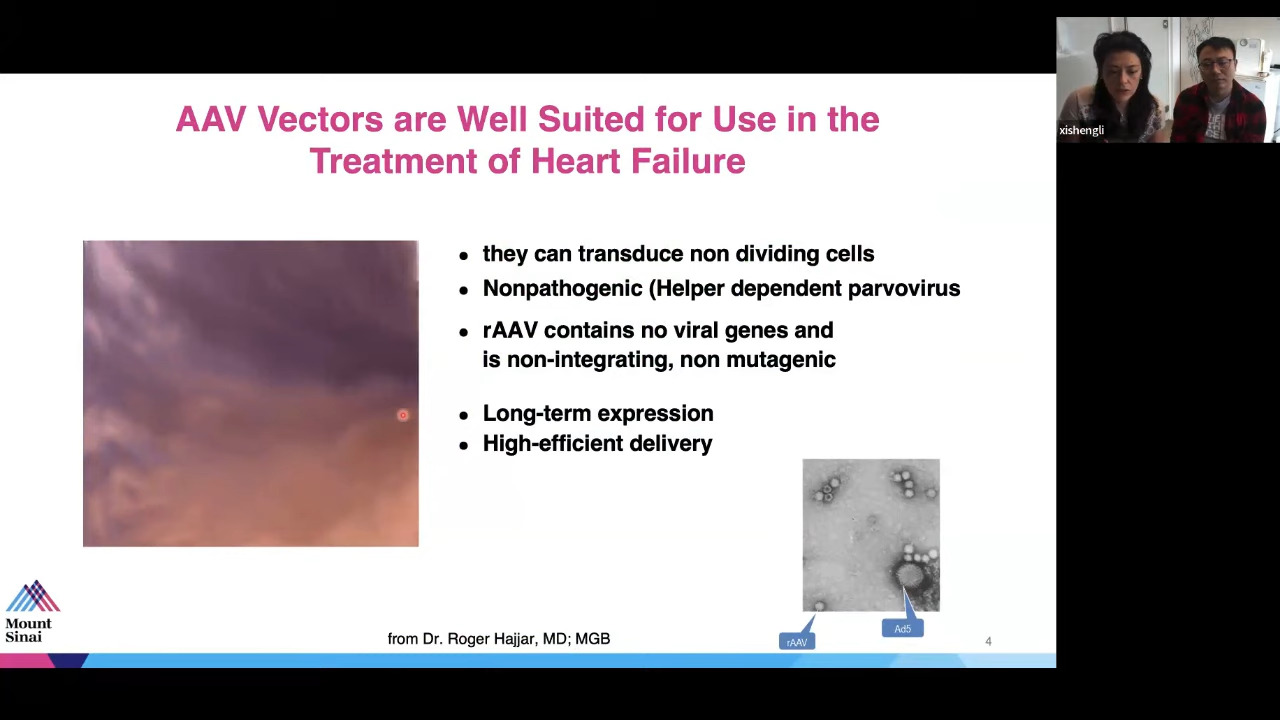 AAV Vectors are Well Suited for Use in the
Treatment of Heart Failure
xishengli
they can transduce non dividing cells
Nonpathogenic (Helper dependent parvovirus
rAAV contains no viral genes and
is non-integrating, non mutagenic
Long-term expression
High-efficient delivery
Ad5
rAAV
Mount
Sinai
from Dr. Roger Hajjar, MD; MGB
4